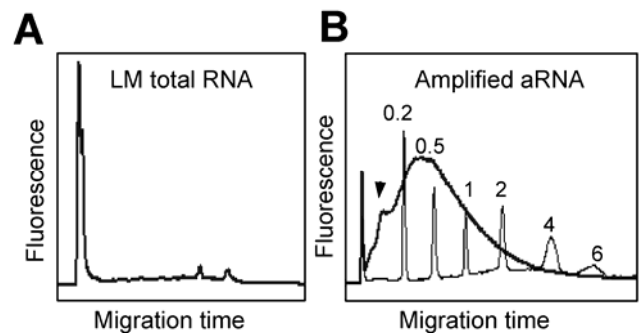 A
LM total RNA
Fluorescence
Migration time
B
Amplified aRNA
0.2
0.5
1
2
4
6
Fluorescence
Migration time